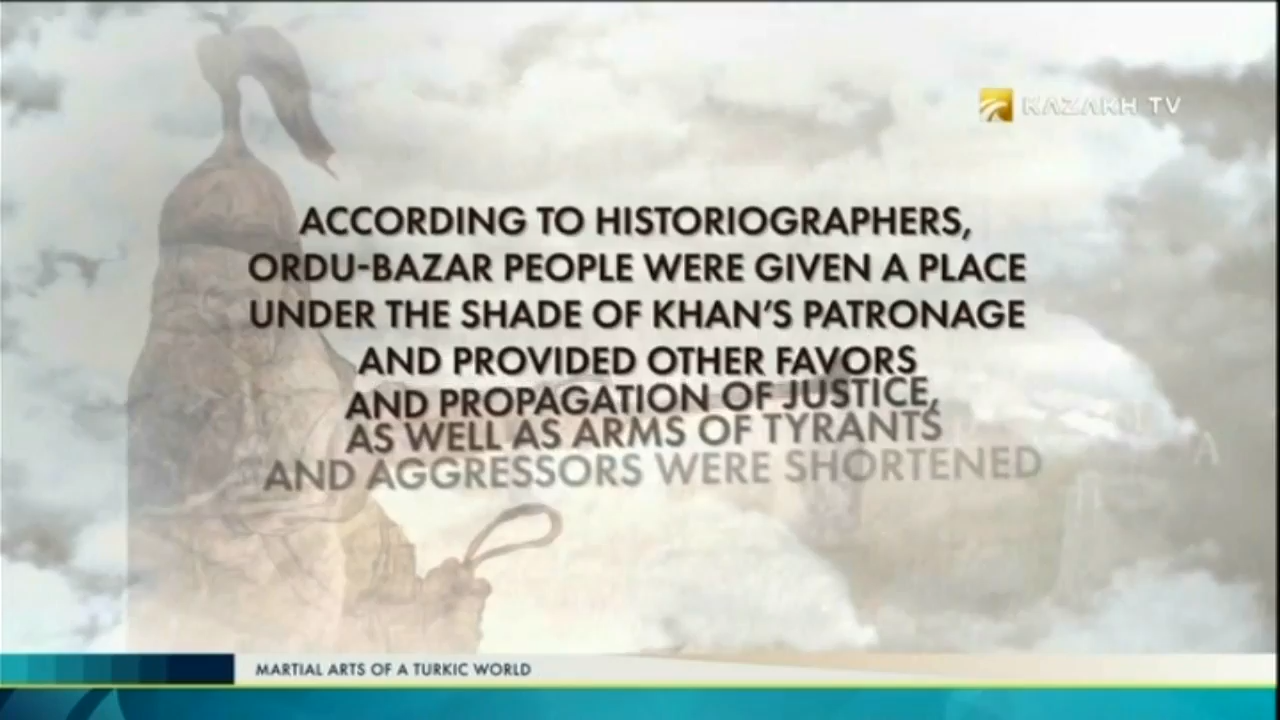 KAZAKH TV
ACCORDING TO HISTORIOGRAPHERS,
ORDU-BAZAR PEOPLE WERE GIVEN A PLACE
UNDER THE SHADE OF KHAN'S PATRONAGE
AND PROVIDED OTHER FAVORS
AND PROPAGATION OF JUSTICE,
AS WELL AS ARMS OF TYRANTS
AND AGGRESSORS WERE SHORTENED
MARTIAL ARTS OF A TURKIC WORLD